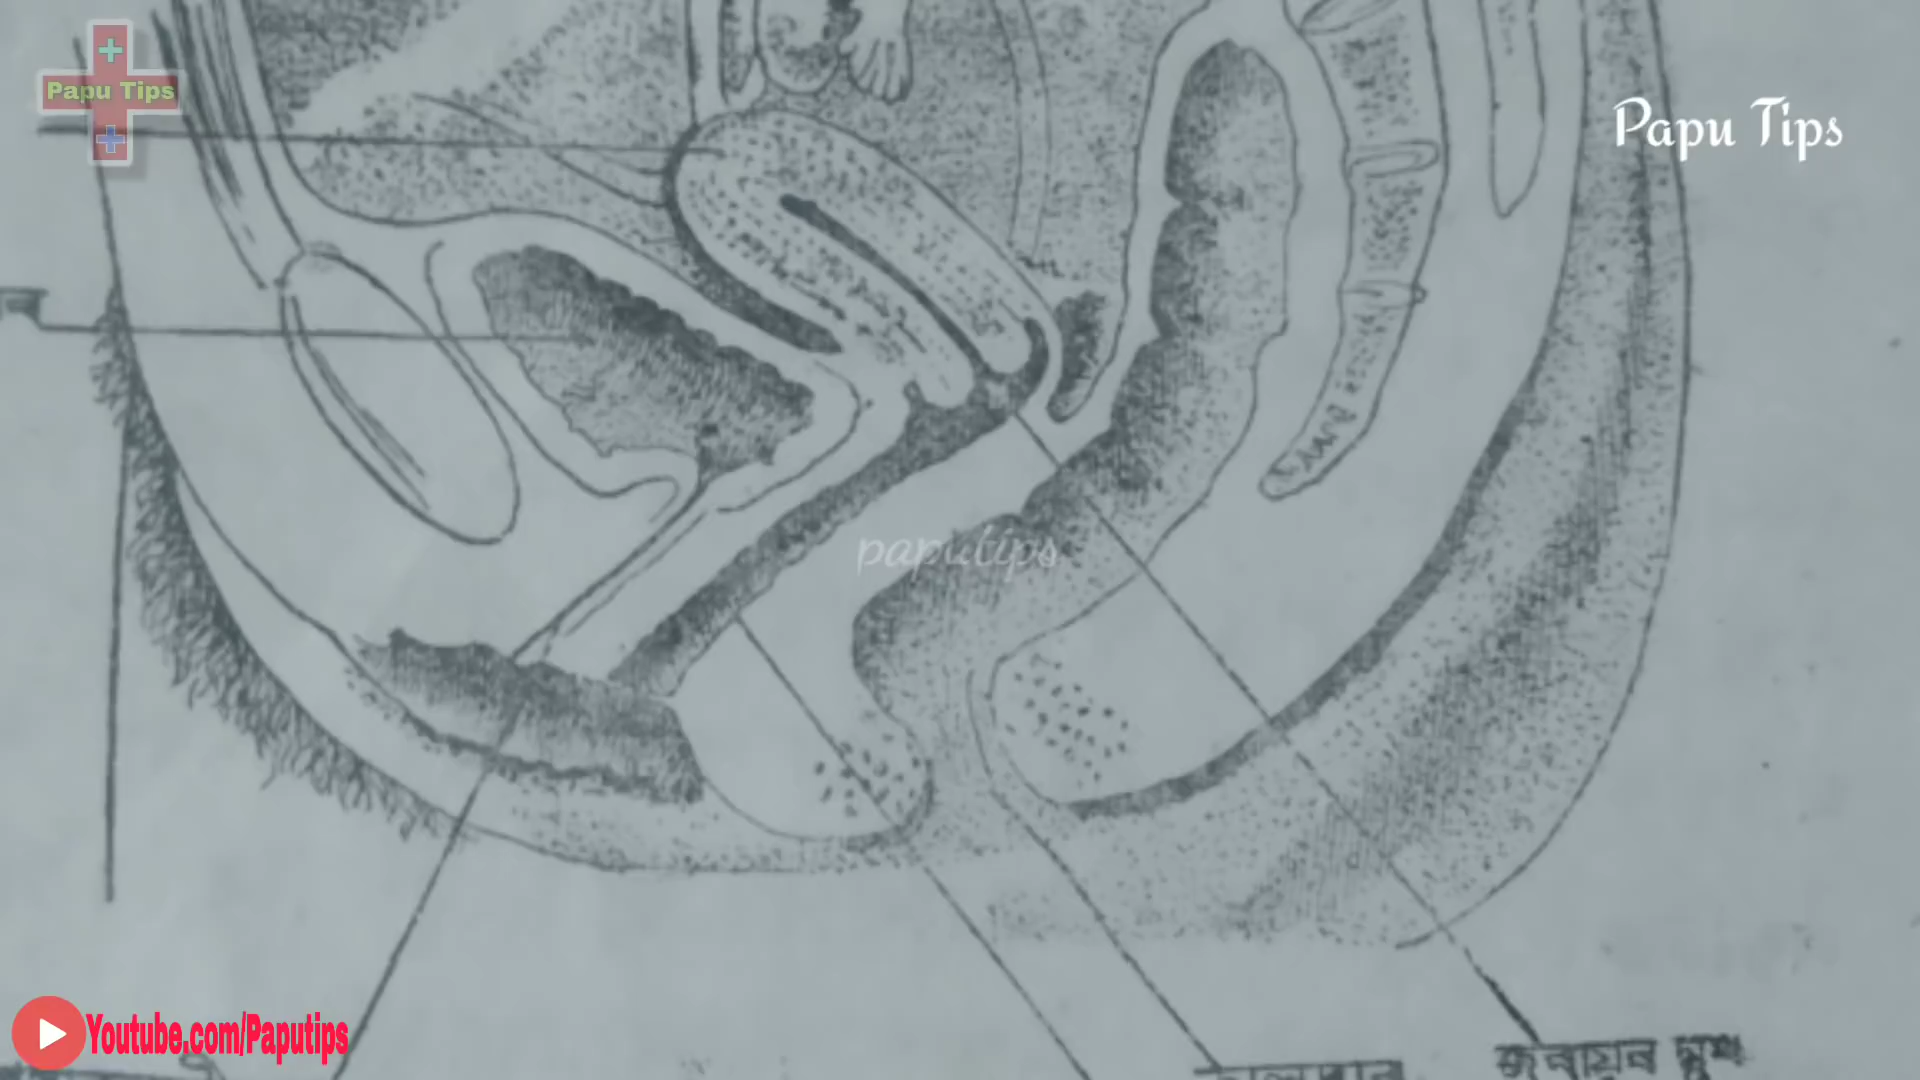 Papu Tips
Papu Tips
paputips
জরায়ুর মুখ
Youtube.com/Paputips